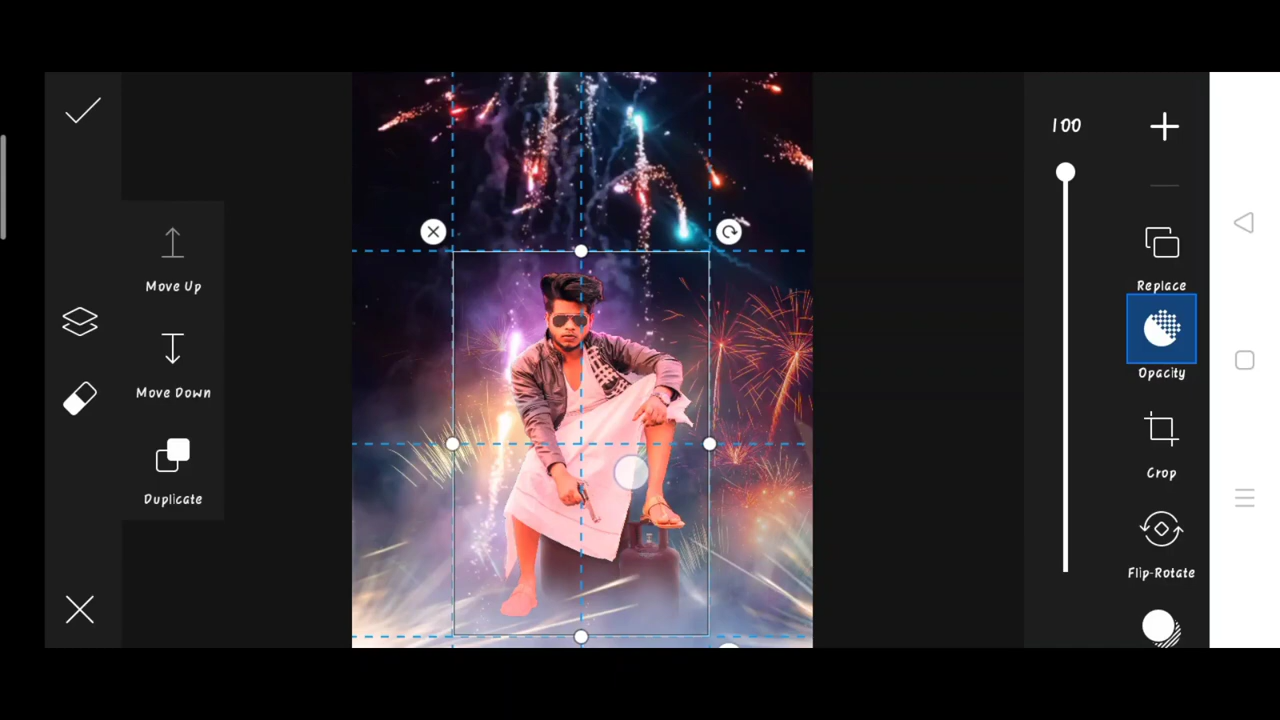 100
Move Up
Replace
Move Down
Opacity
Crop
Duplicate
Flip-Rotate